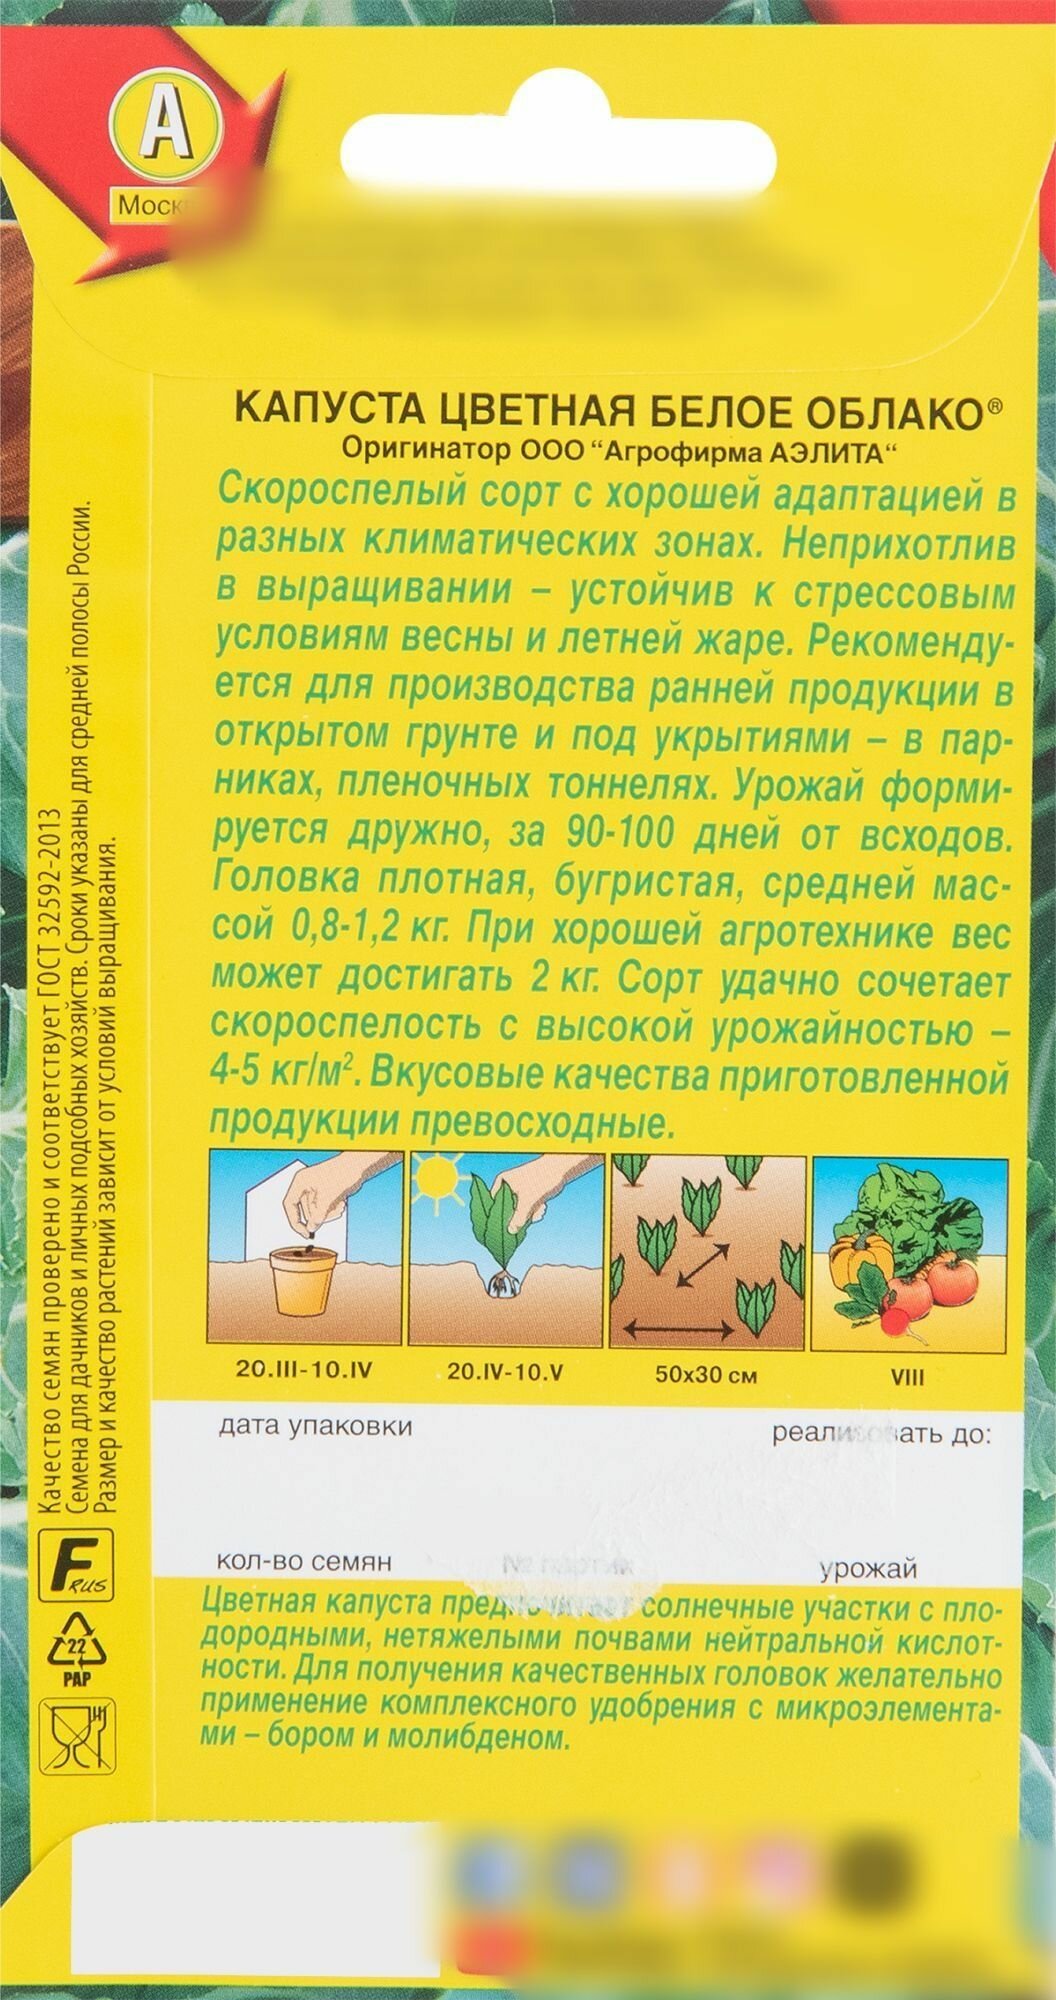 А
КАПУСТА ЦВЕТНАЯ БЕЛОЕ ОБЛАКО®
Оригинатор ООО “Агрофирма АЭЛИТА“
Скороспелый сорт с хорошей адаптацией в
разных климатических зонах. Неприхотлив
в выращивании – устойчив к стрессовым
условиям весны и летней жаре. Рекоменду-
ется для производства ранней продукции в
открытом грунте и под укрытиями – в пар-
никах, пленочных тоннелях. Урожай форми-
руется дружно, за 90-100 дней от всходов.
Головка плотная, бугристая, средней мас-
сой 0,8-1,2 кг. При хорошей агротехнике вес
может достигать 2 кг. Сорт удачно сочетает
скороспелость с высокой урожайностью –
4-5 кг/м². Вкусовые качества приготовленной
продукции превосходные.
20.III-10.IV 20.IV-10.V 50х30 см VIII
дата упаковки реализовать до:
кол-во семян № партии урожай
Цветная капуста предпочитает солнечные участки с пло-
дородными, нетяжелыми почвами нейтральной кислот-
ности. Для получения качественных головок желательно
применение комплексного удобрения с микроэлемента-
ми – бором и молибденом.
Качество семян проверено и соответствует ГОСТ 32592-2013
Семена для дачников и личных подсобных хозяйств. Сроки указаны для средней полосы России.
Размер и качество растений зависит от условий выращивания.
F RUS
22
PAP